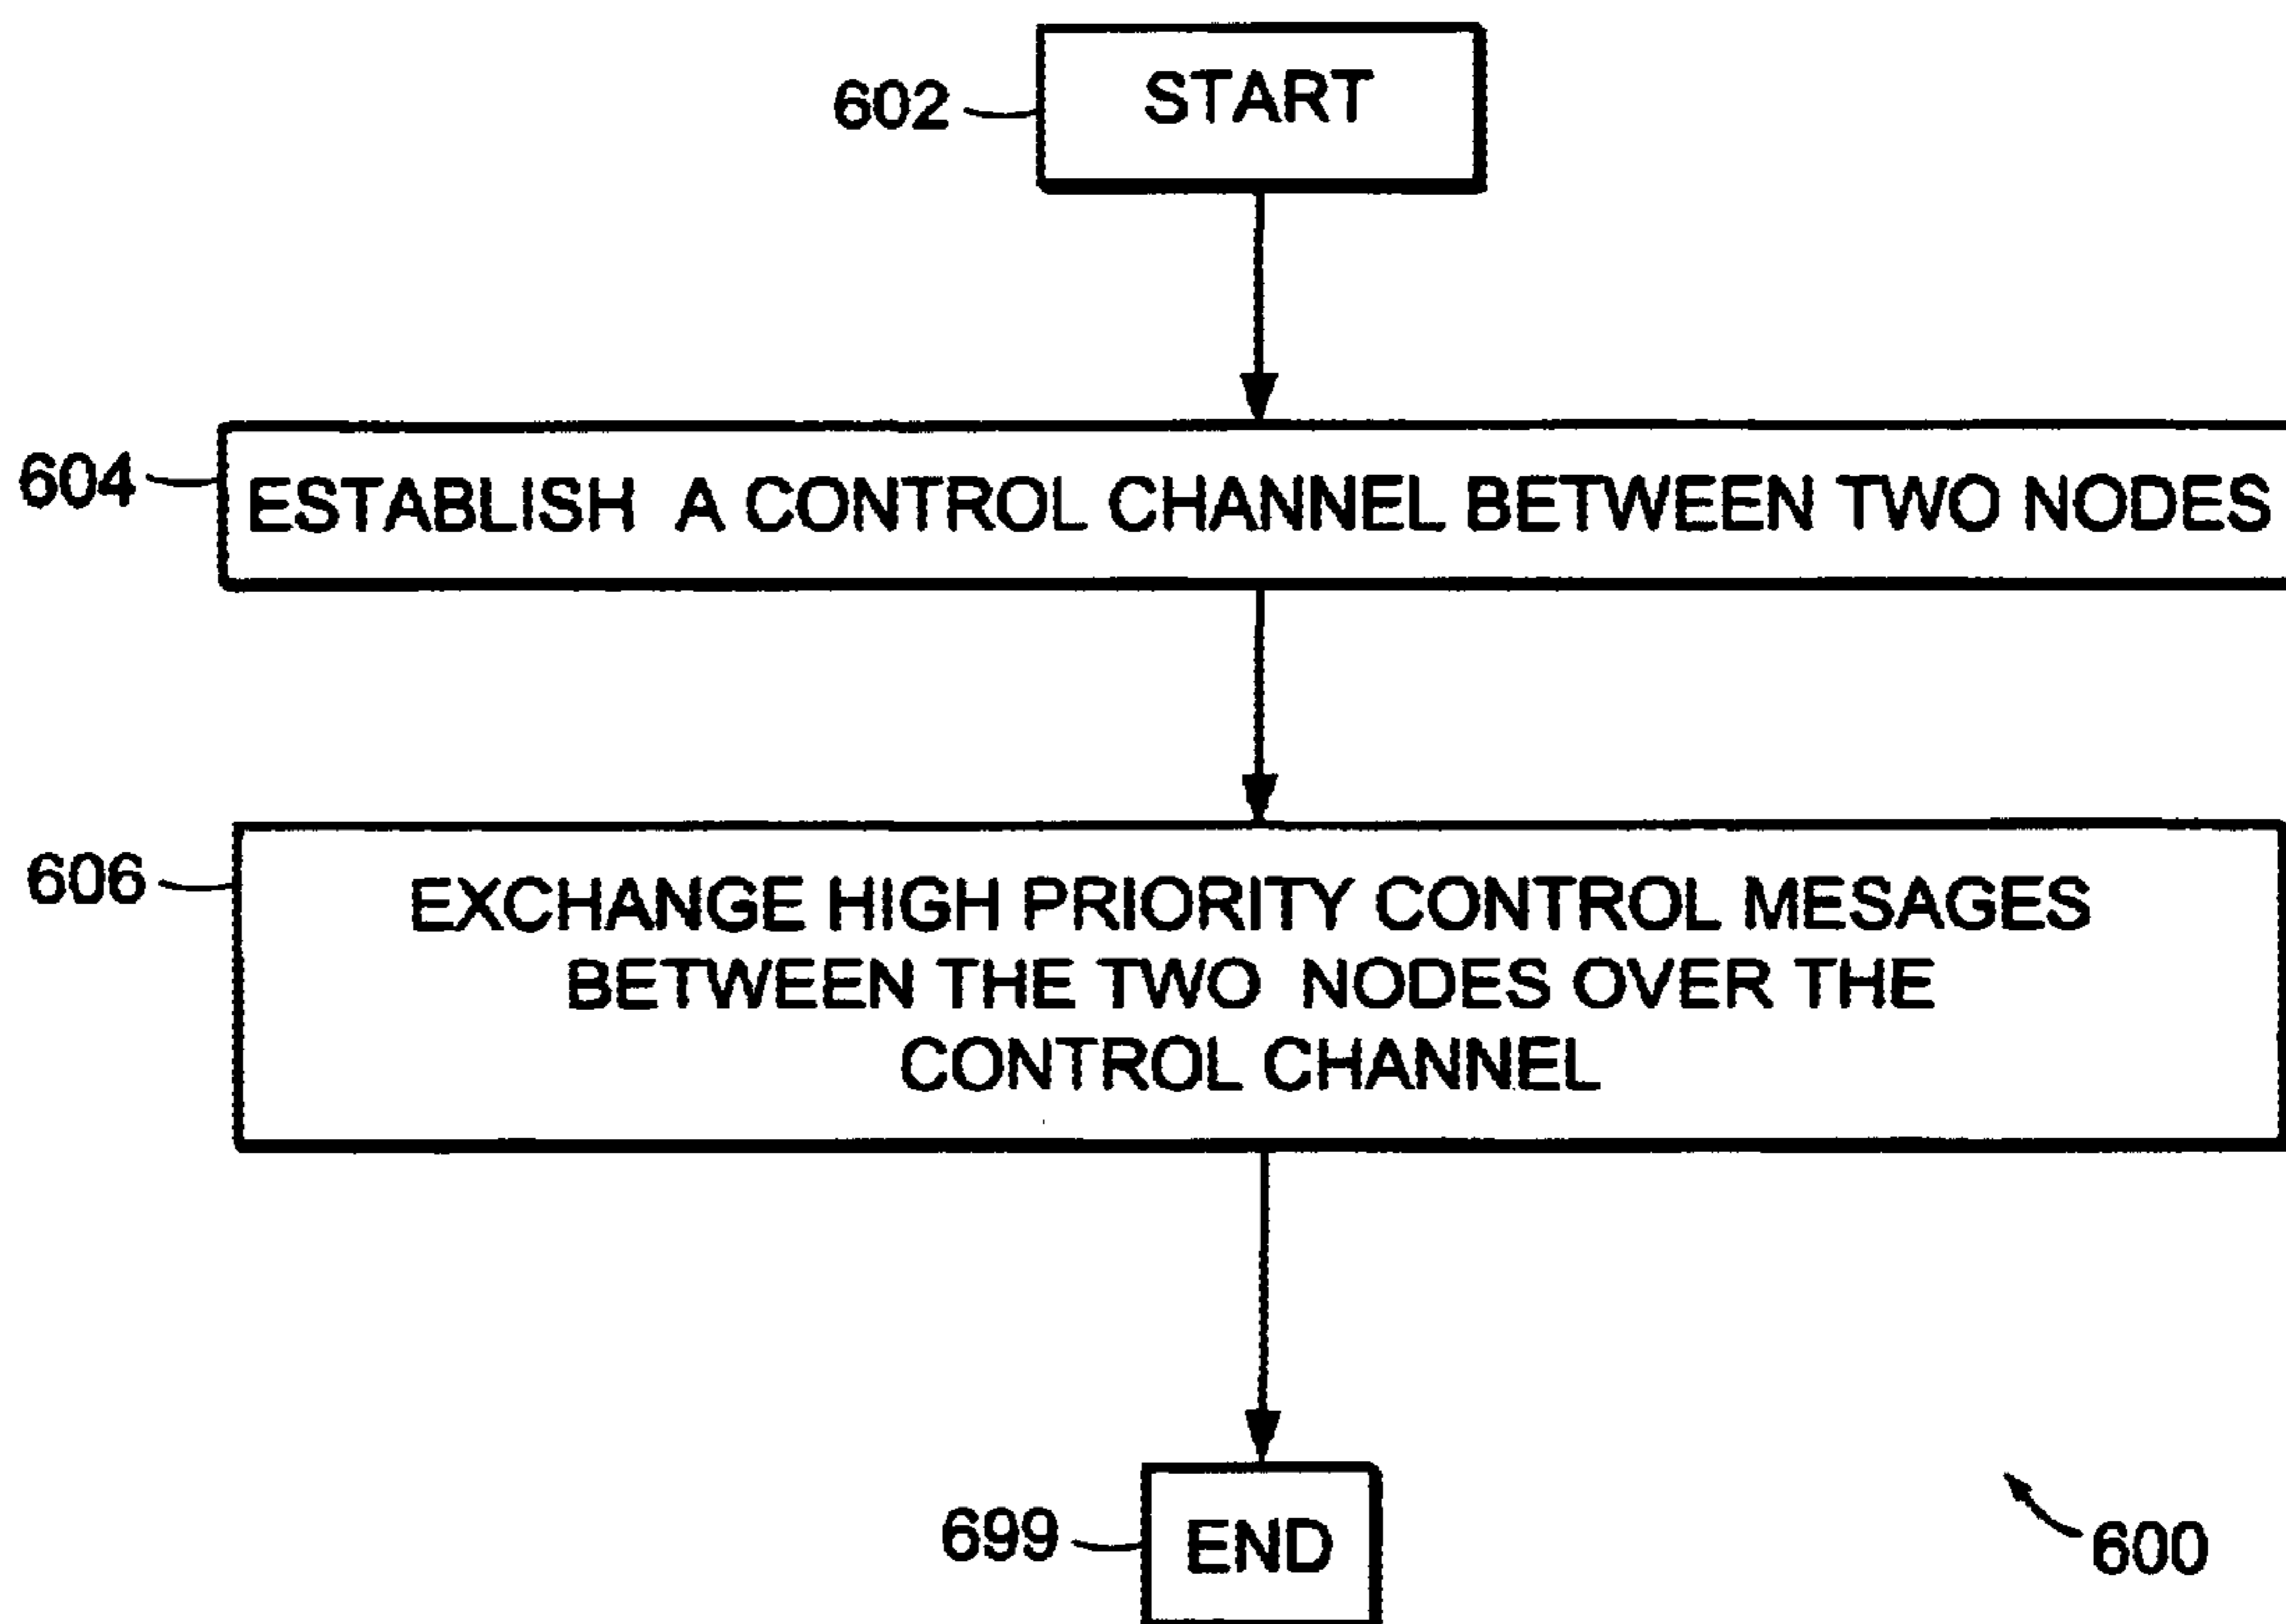 602
START
604
ESTABLISH A CONTROL CHANNEL BETWEEN TWO NODES
606
EXCHANGE HIGH PRIORITY CONTROL MESAGES
BETWEEN THE TWO NODES OVER THE
CONTROL CHANNEL
699
END
600